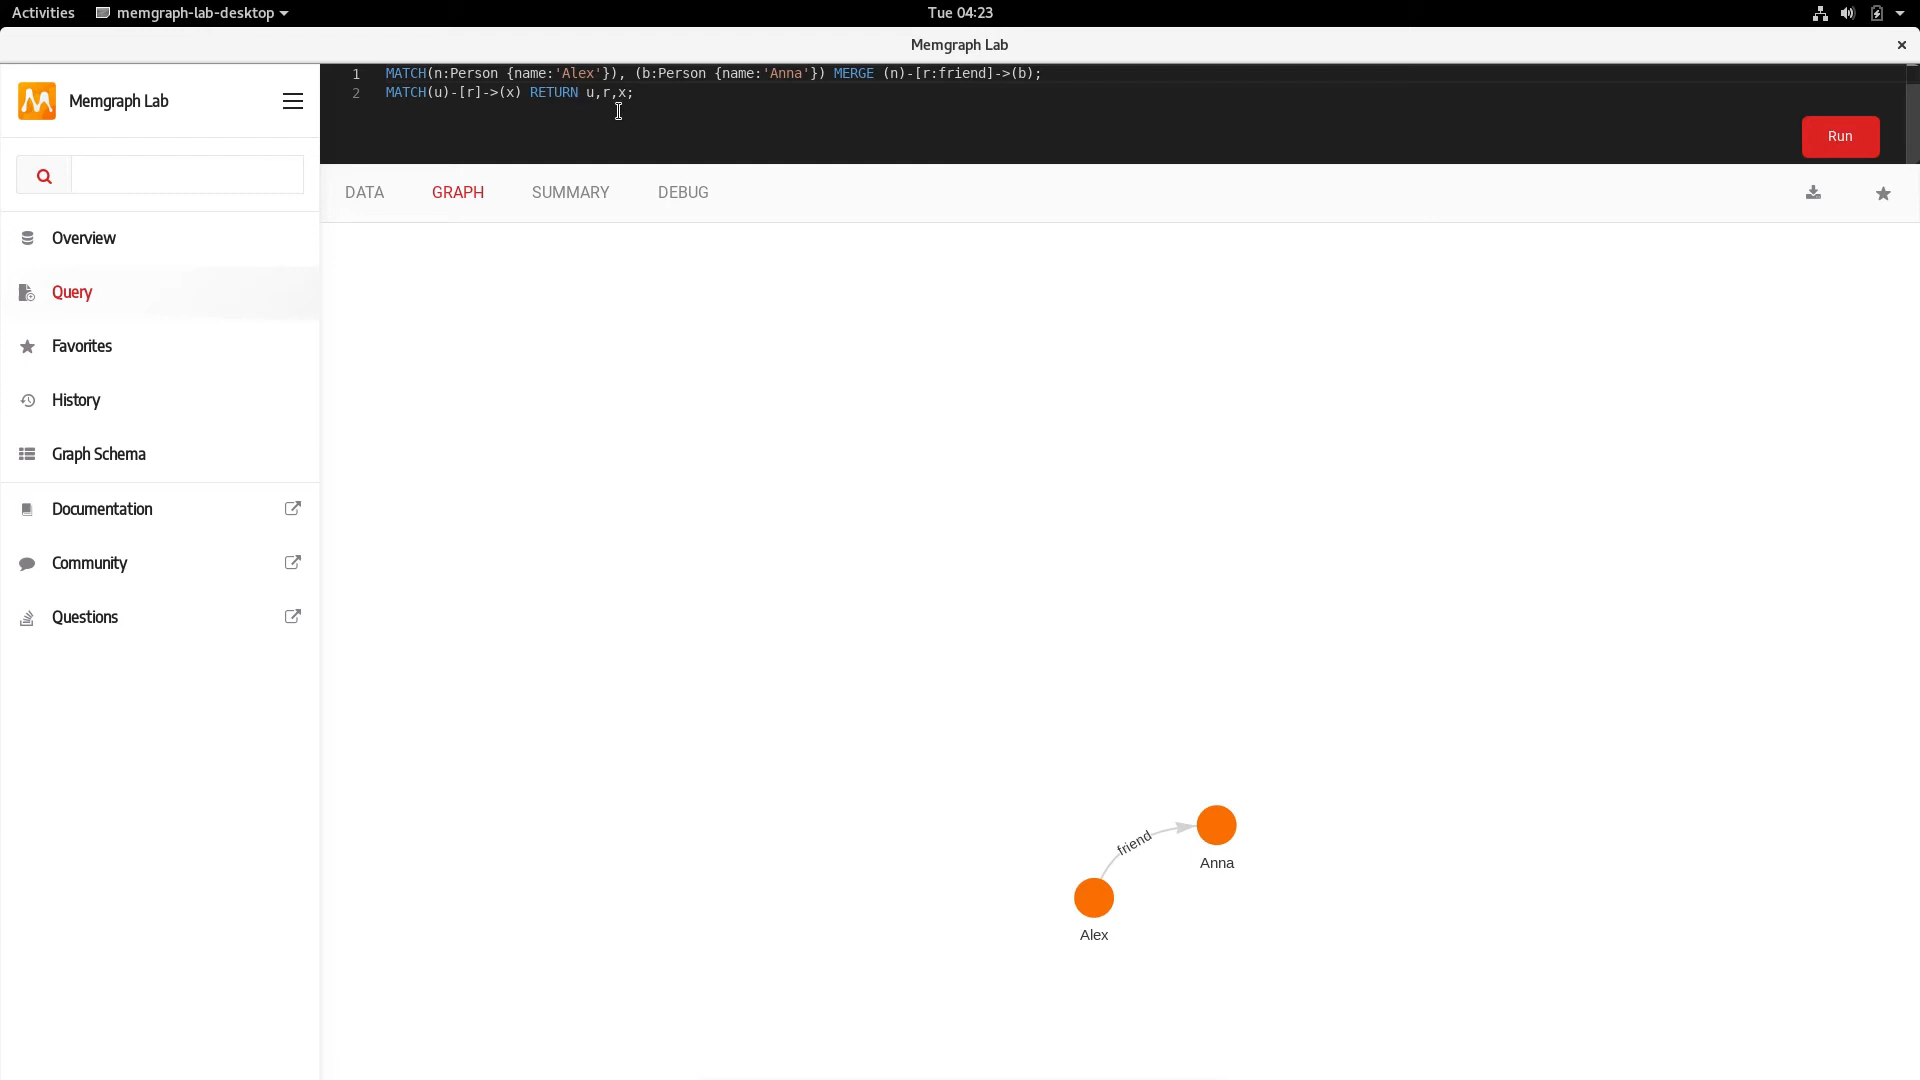 Activities
memgraph-lab-desktop
Tue 04:23
Memgraph Lab
Memgraph Lab
1 MATCH(n:Person {name:'Alex'}), (b:Person {name:'Anna'}) MERGE (n)-[r:friend]->(b);
2 MATCH(u)-[r]->(x) RETURN u,r,x;
Run
DATA
GRAPH
SUMMARY
DEBUG
Overview
Query
Favorites
History
Graph Schema
Documentation
Community
Questions
friend
Anna
Alex